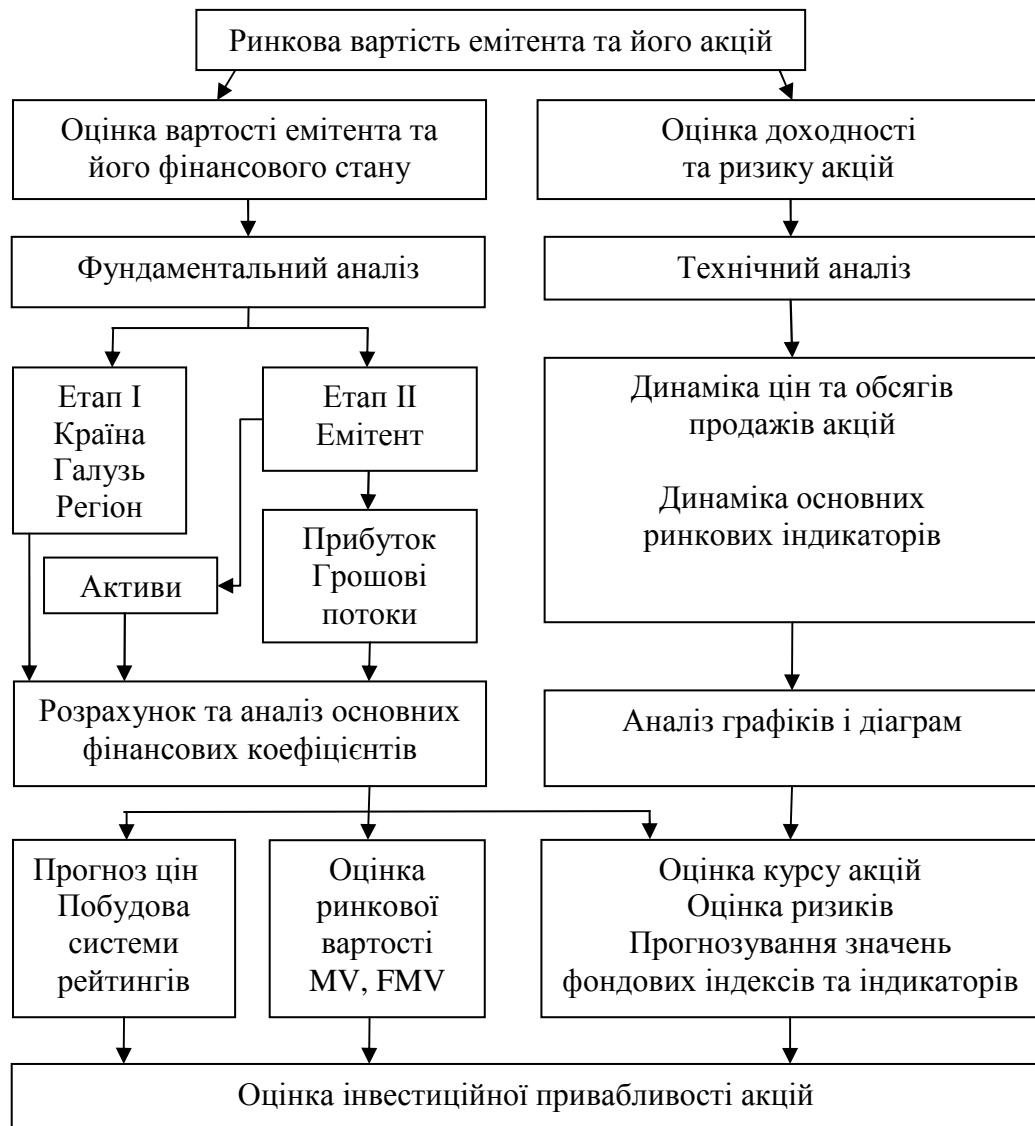 Ринкова вартість емітента та його акцій
Оцінка вартості емітента та
його фінансового стану
Оцінка доходності
та ризику акцій
Фундаментальний аналіз
Технічний аналіз
Етап I
Країна
Галузь
Регіон
Етап II
Емітент
Динаміка цін та обсягів
продажів акцій
Динаміка основних
ринкових індикаторів
Активи
Прибуток
Грошові
потоки
Розрахунок та аналіз основних
фінансових коефіцієнтів
Аналіз графіків і діаграм
Прогноз цін
Побудова
системи
рейтингів
Оцінка
ринкової
вартості
MV, FMV
Оцінка курсу акцій
Оцінка ризиків
Прогнозування значень
фондових індексів та індикаторів
Оцінка інвестиційної привабливості акцій